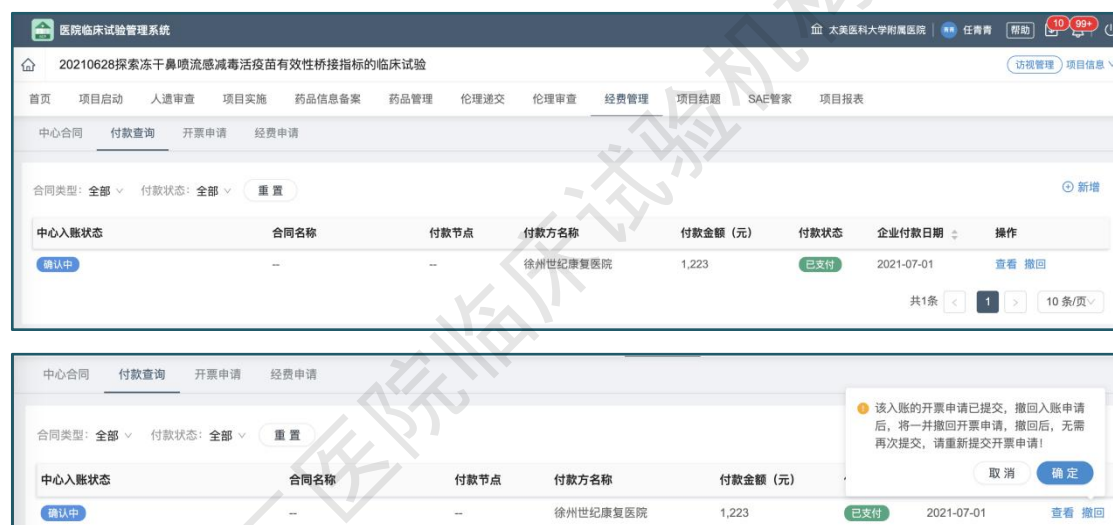 医院临床试验管理系统 太美医科大学附属医院 任青青 帮助 10 99+
20210628探索冻干鼻喷流感减毒活疫苗有效性桥接指标的临床试验 访视管理 项目信息
首页 项目启动 人遗审查 项目实施 药品信息备案 药品管理 伦理递交 伦理审查 经费管理 项目结题 SAE管家 项目报表
中心合同 付款查询 开票申请 经费申请
合同类型: 全部 付款状态: 全部 重置 新增
中心入账状态 合同名称 付款节点 付款方名称 付款金额（元） 付款状态 企业付款日期 操作
确认中 -- -- 徐州世纪康复医院 1,223 已支付 2021-07-01 查看 撤回
共1条 < 1 > 10 条/页
中心合同 付款查询 开票申请 经费申请
该入账的开票申请已提交，撤回入账申请
后，将一并撤回开票申请，撤回后，无需
再次提交，请重新提交开票申请！
合同类型: 全部 付款状态: 全部 重置
取消 确定
中心入账状态 合同名称 付款节点 付款方名称 付款金额（元）
确认中 -- -- 徐州世纪康复医院 1,223 已支付 2021-07-01 查看 撤回
医院临床试验机构